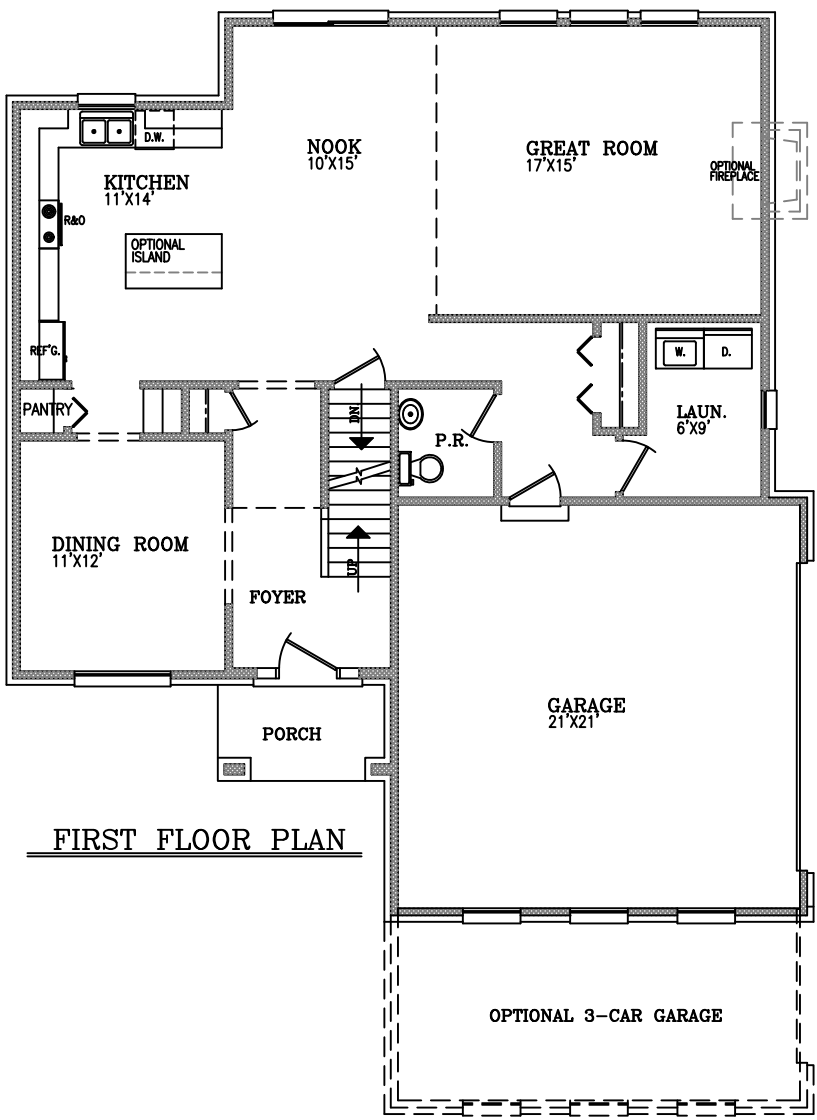 D.W.
NOOK
10'X15'
GREAT ROOM
17'X15'
OPTIONAL
FIREPLACE
KITCHEN
11'X14'
R&O
OPTIONAL
ISLAND
REF'G.
W.
D.
PANTRY
DN
P.R.
LAUN.
6'X9'
DINING ROOM
11'X12'
UP
FOYER
GARAGE
21'X21'
PORCH
FIRST FLOOR PLAN
OPTIONAL 3-CAR GARAGE